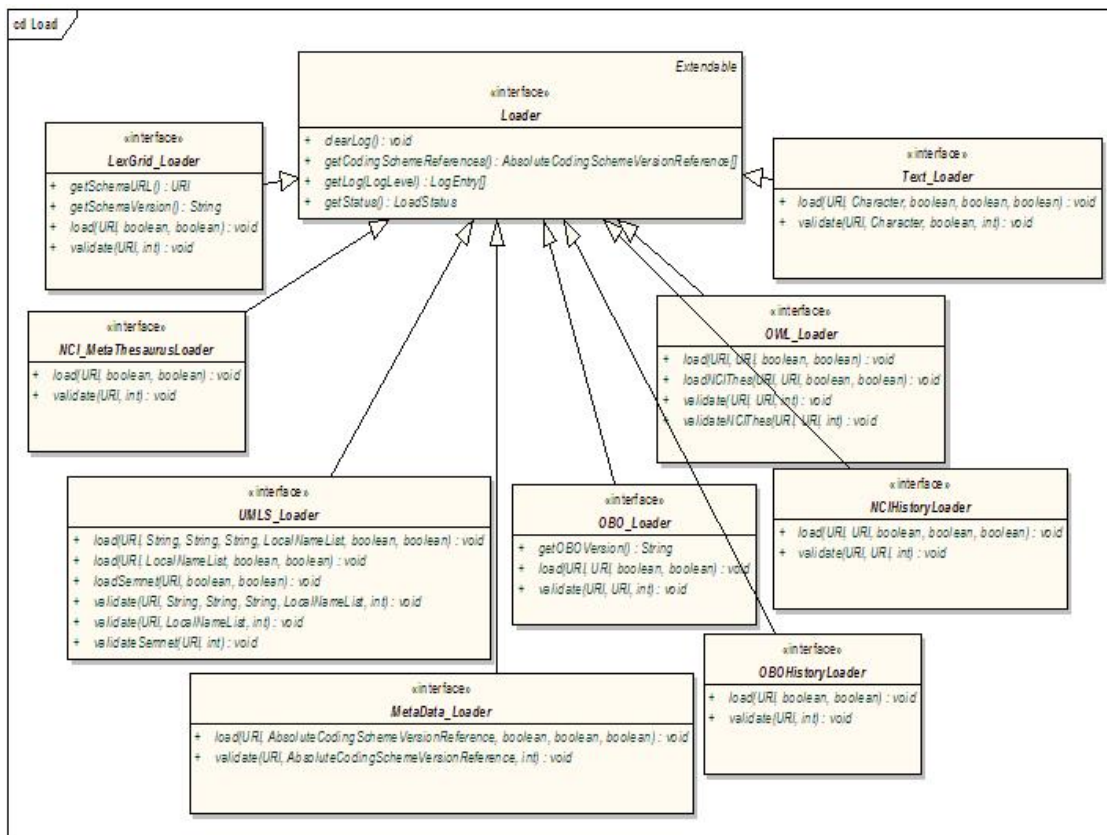 cd Load
Extendable
«interface»
Loader
+ clearLog() : void
+ getCodingSchemeReferences() : AbsoluteCodingSchemeVersionReference[]
+ getLog(LogLevel) : LogEntry[]
+ getStatus() : LoadStatus
«interface»
LexGrid_Loader
+ getSchemaURL() : URI
+ getSchemaVersion() : String
+ load(URI, boolean, boolean) : void
+ validate(URI, int) : void
«interface»
Text_Loader
+ load(URI, Character, boolean, boolean, boolean) : void
+ validate(URI, Character, boolean, int) : void
«interface»
NCI_MetaThesaurusLoader
+ load(URI, boolean, boolean) : void
+ validate(URI, int) : void
«interface»
OWL_Loader
+ load(URI, URI, boolean, boolean) : void
+ loadNCIThes(URI, URI, boolean, boolean) : void
+ validate(URI, URI, int) : void
+ validateNCIThes(URI, URI, int) : void
«interface»
UMLS_Loader
+ load(URI, String, String, String, LocalNameList, boolean, boolean) : void
+ load(URI, LocalNameList, boolean, boolean) : void
+ loadSemnet(URI, boolean, boolean) : void
+ validate(URI, String, String, String, LocalNameList, int) : void
+ validate(URI, LocalNameList, int) : void
+ validateSemnet(URI, int) : void
«interface»
OBO_Loader
+ getOBOVersion() : String
+ load(URI, URI, boolean, boolean) : void
+ validate(URI, URI, int) : void
«interface»
NCIHistoryLoader
+ load(URI, URI, boolean, boolean, boolean) : void
+ validate(URI, URI, int) : void
«interface»
OBOHistoryLoader
+ load(URI, boolean, boolean) : void
+ validate(URI, int) : void
«interface»
MetaData_Loader
+ load(URI, AbsoluteCodingSchemeVersionReference, boolean, boolean, boolean) : void
+ validate(URI, AbsoluteCodingSchemeVersionReference, int) : void